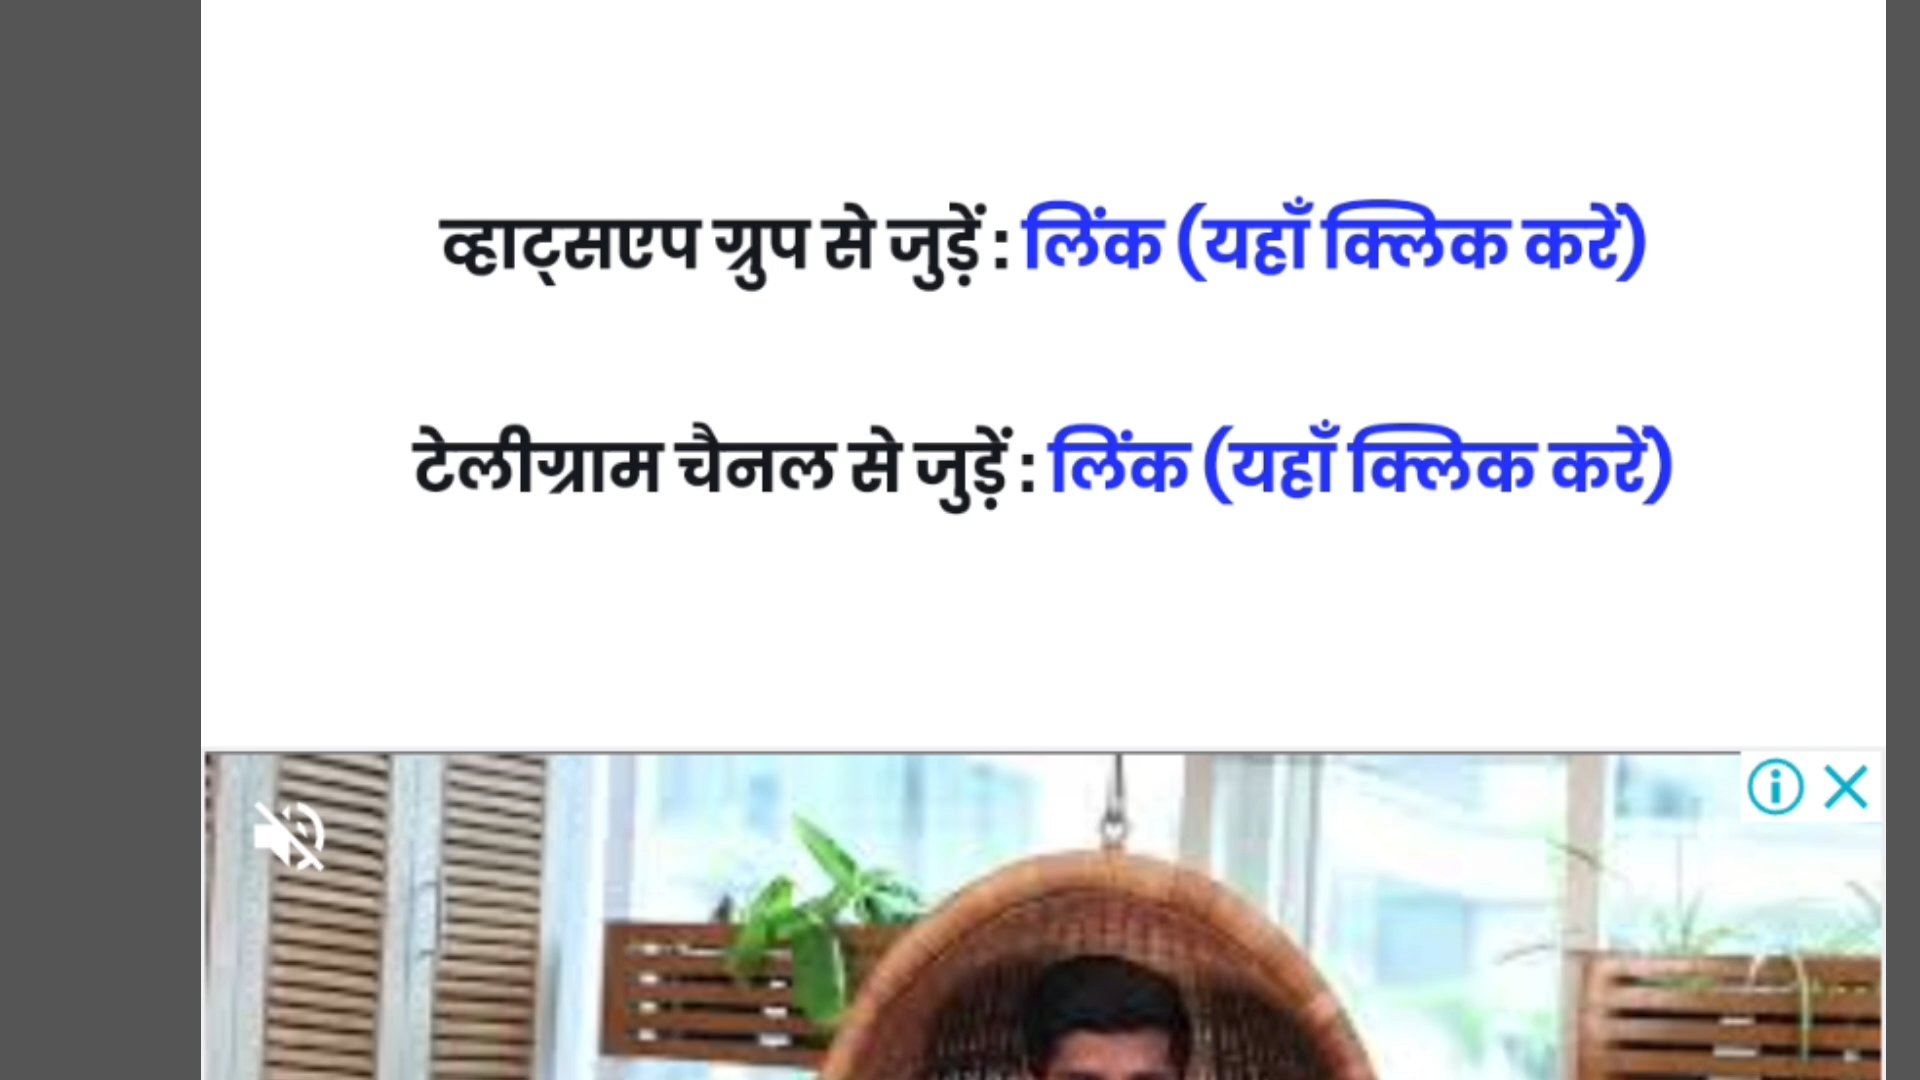 व्हाट्सएप ग्रुप से जुड़ें : लिंक (यहाँ क्लिक करें)
टेलीग्राम चैनल से जुड़ें : लिंक (यहाँ क्लिक करें)